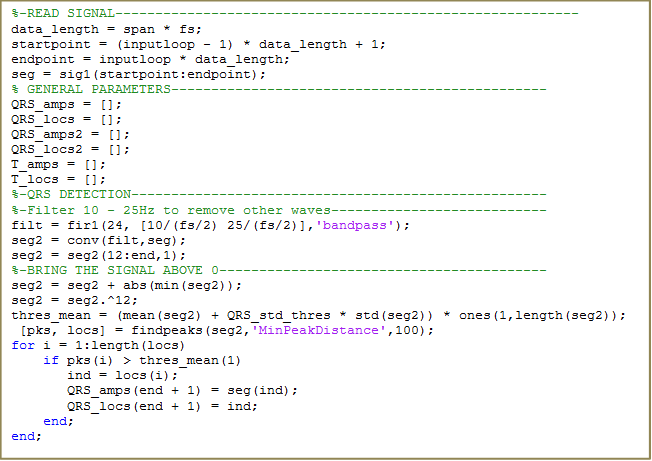 %-READ SIGNAL-----------------------------------------------------------
data_length = span * fs;
startpoint = (inputloop - 1) * data_length + 1;
endpoint = inputloop * data_length;
seg = sig1(startpoint:endpoint);
% GENERAL PARAMETERS------------------------------------------------
QRS_amps = [];
QRS_locs = [];
QRS_amps2 = [];
QRS_locs2 = [];
T_amps = [];
T_locs = [];
%-QRS DETECTION-----------------------------------------------------
%-Filter 10 - 25Hz to remove other waves----------------------------
filt = fir1(24, [10/(fs/2) 25/(fs/2)],'bandpass');
seg2 = conv(filt,seg);
seg2 = seg2(12:end,1);
%-BRING THE SIGNAL ABOVE 0------------------------------------------
seg2 = seg2 + abs(min(seg2));
seg2 = seg2.^12;
thres_mean = (mean(seg2) + QRS_std_thres * std(seg2)) * ones(1,length(seg2));
[pks, locs] = findpeaks(seg2,'MinPeakDistance',100);
for i = 1:length(locs)
if pks(i) > thres_mean(1)
ind = locs(i);
QRS_amps(end + 1) = seg(ind);
QRS_locs(end + 1) = ind;
end;
end;